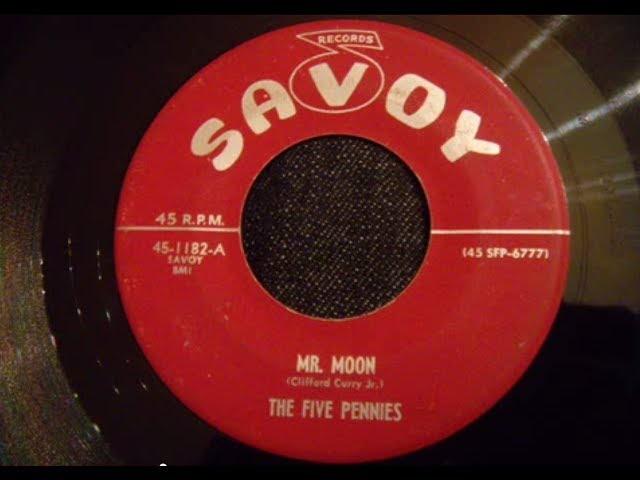 RECORDS
SAVOY
45 R.P.M.
45-1182-A
SAVOY
BMI
(45 SFP-6777)
MR. MOON
(Clifford Curry Jr.)
THE FIVE PENNIES